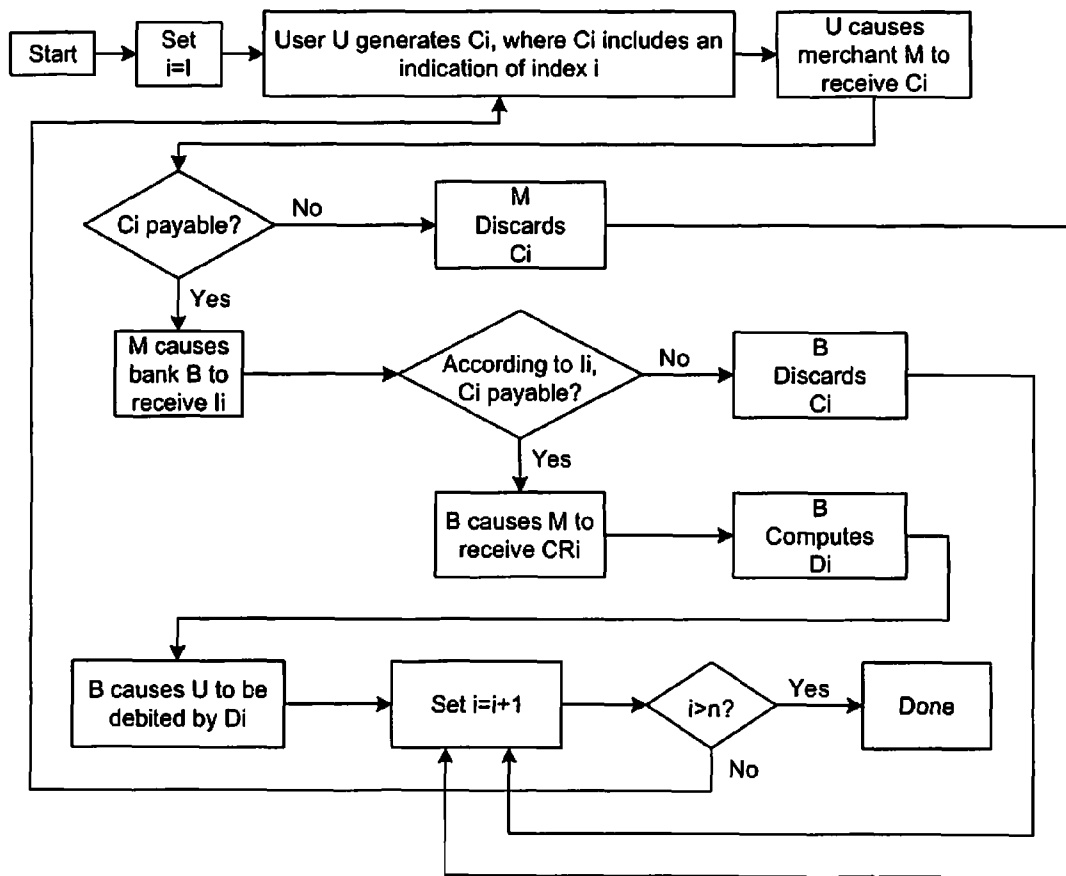 Start
Set
i=I
User U generates Ci, where Ci includes an
indication of index i
U causes
merchant M to
receive Ci
Ci payable?
No
M
Discards
Ci
Yes
M causes
bank B to
receive Ii
According to Ii,
Ci payable?
No
B
Discards
Ci
Yes
B causes M to
receive CRi
B
Computes
Di
B causes U to be
debited by Di
Set i=i+1
i>n?
Yes
Done
No